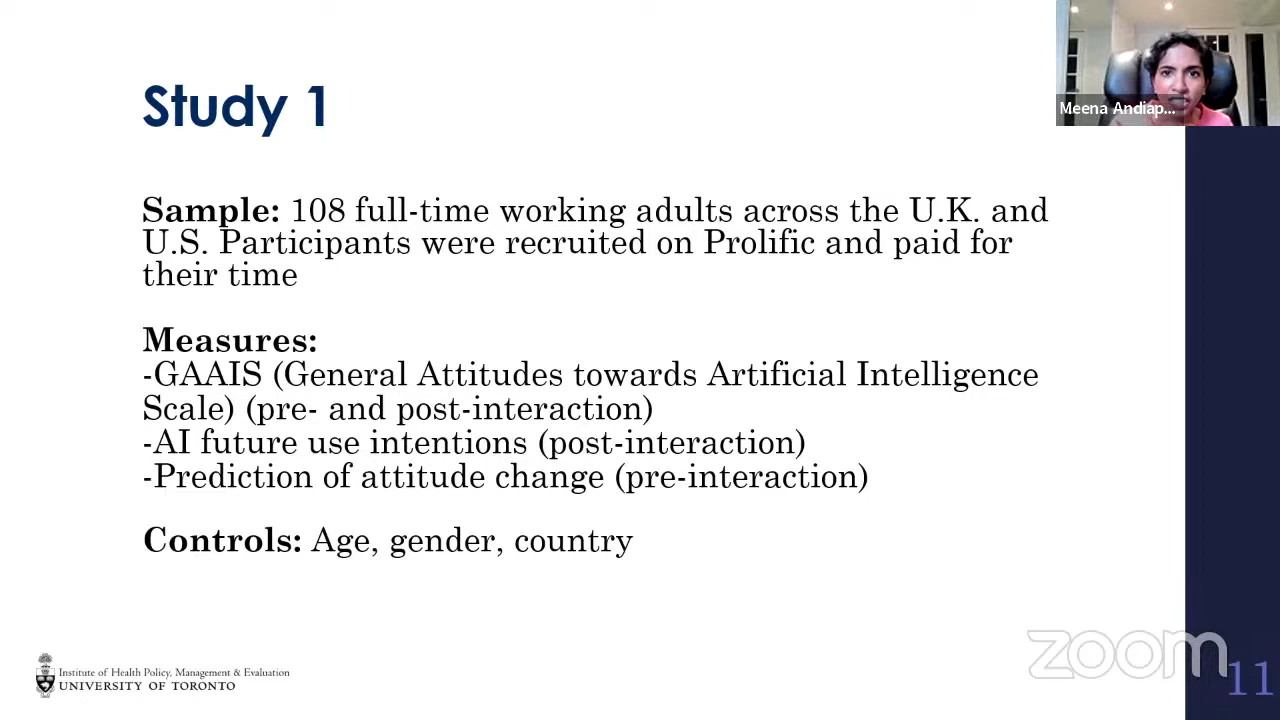 Meena Andiap...
Study 1
Sample: 108 full-time working adults across the U.K. and
U.S. Participants were recruited on Prolific and paid for
their time
Measures:
-GAAIS (General Attitudes towards Artificial Intelligence
Scale) (pre- and post-interaction)
-AI future use intentions (post-interaction)
-Prediction of attitude change (pre-interaction)
Controls: Age, gender, country
Institute of Health Policy, Management & Evaluation
UNIVERSITY OF TORONTO
zoom
11